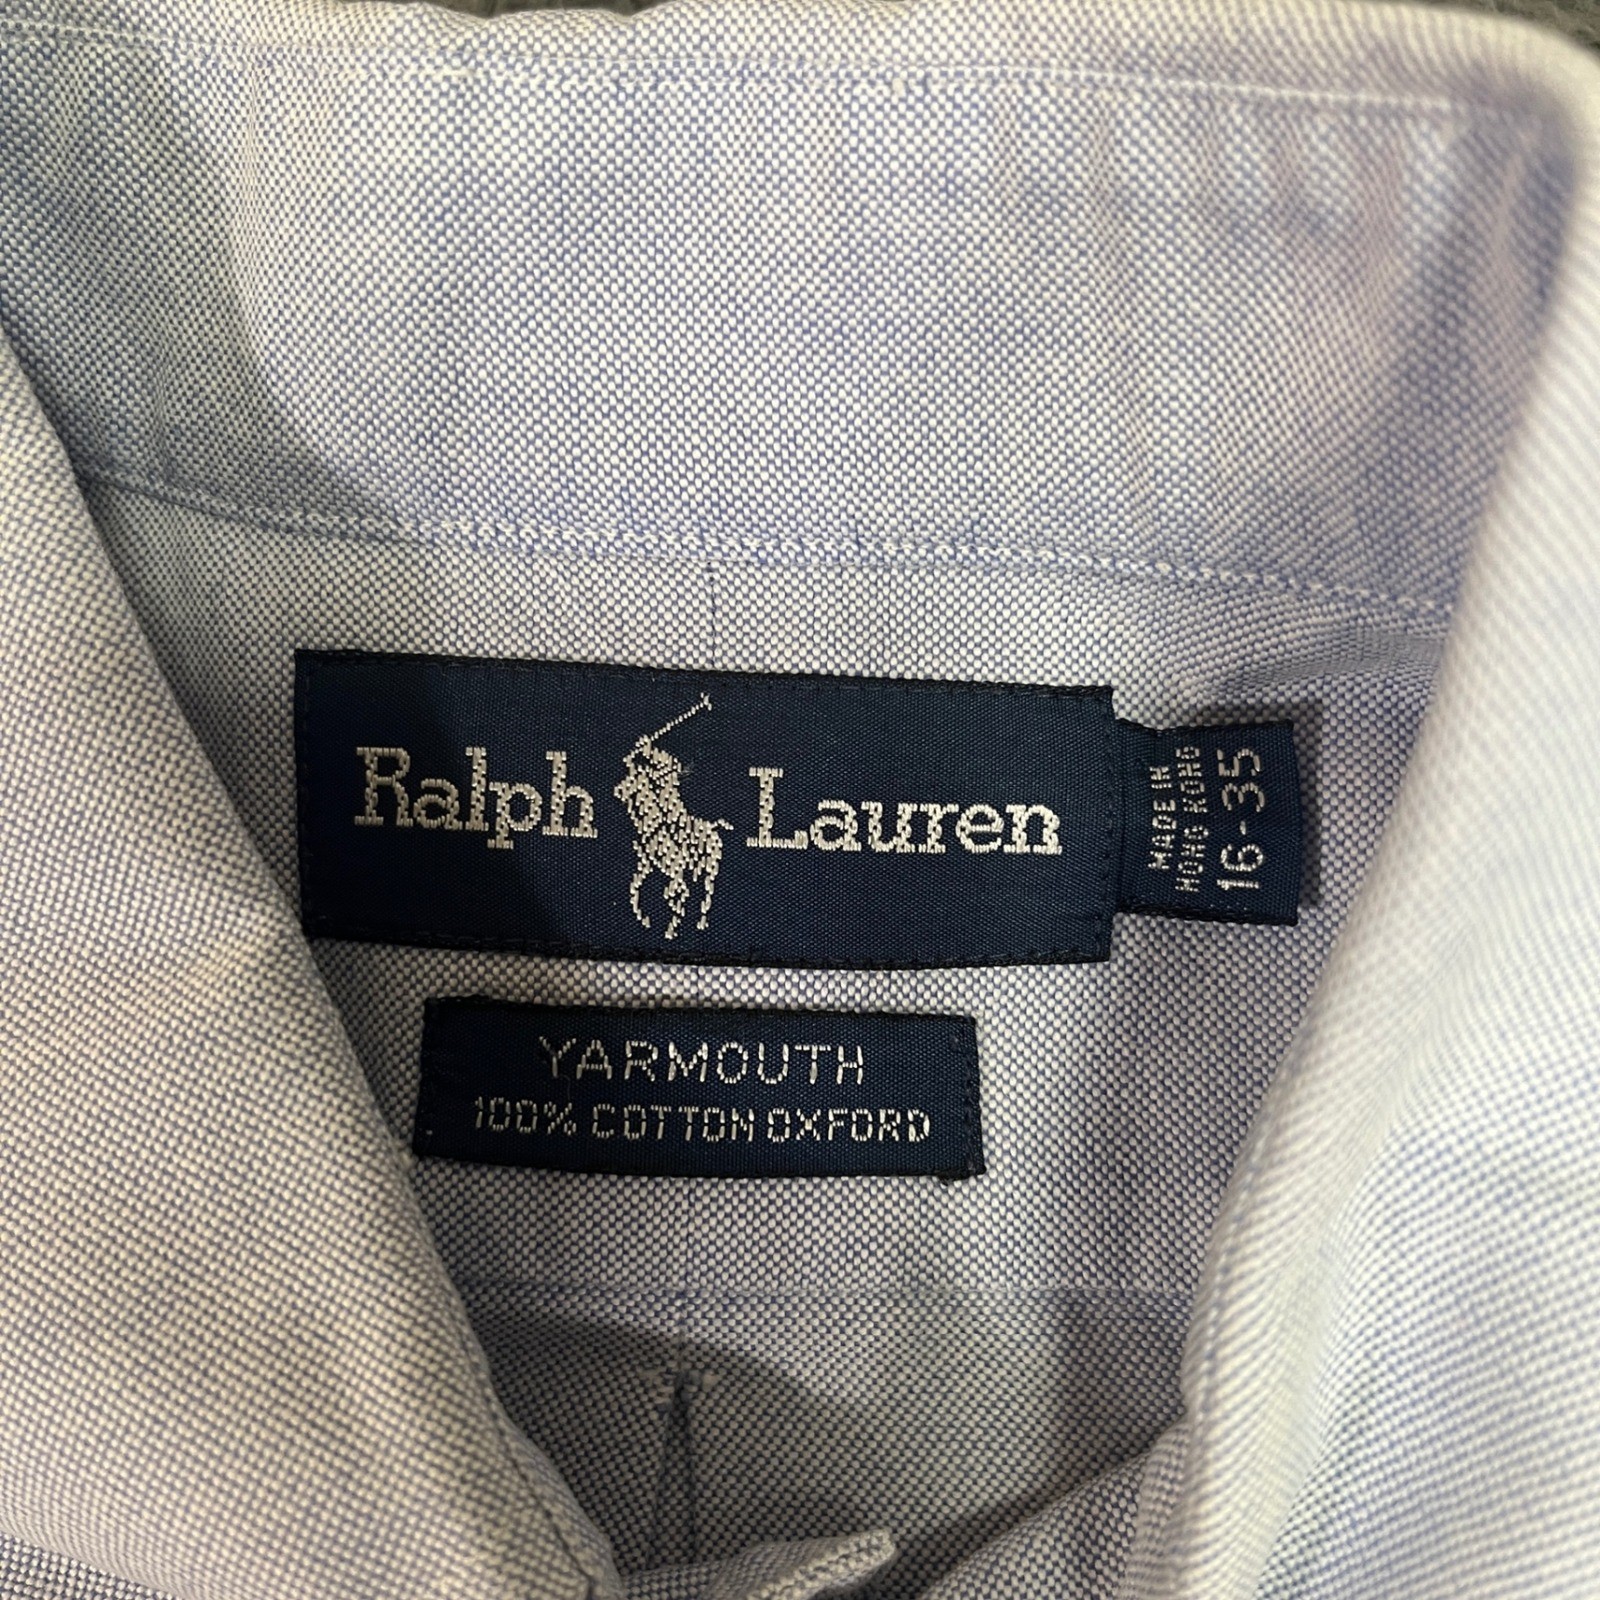 Ralph Lauren
MADE IN
HONG KONG
16-35
YARMOUTH
100% COTTON OXFORD